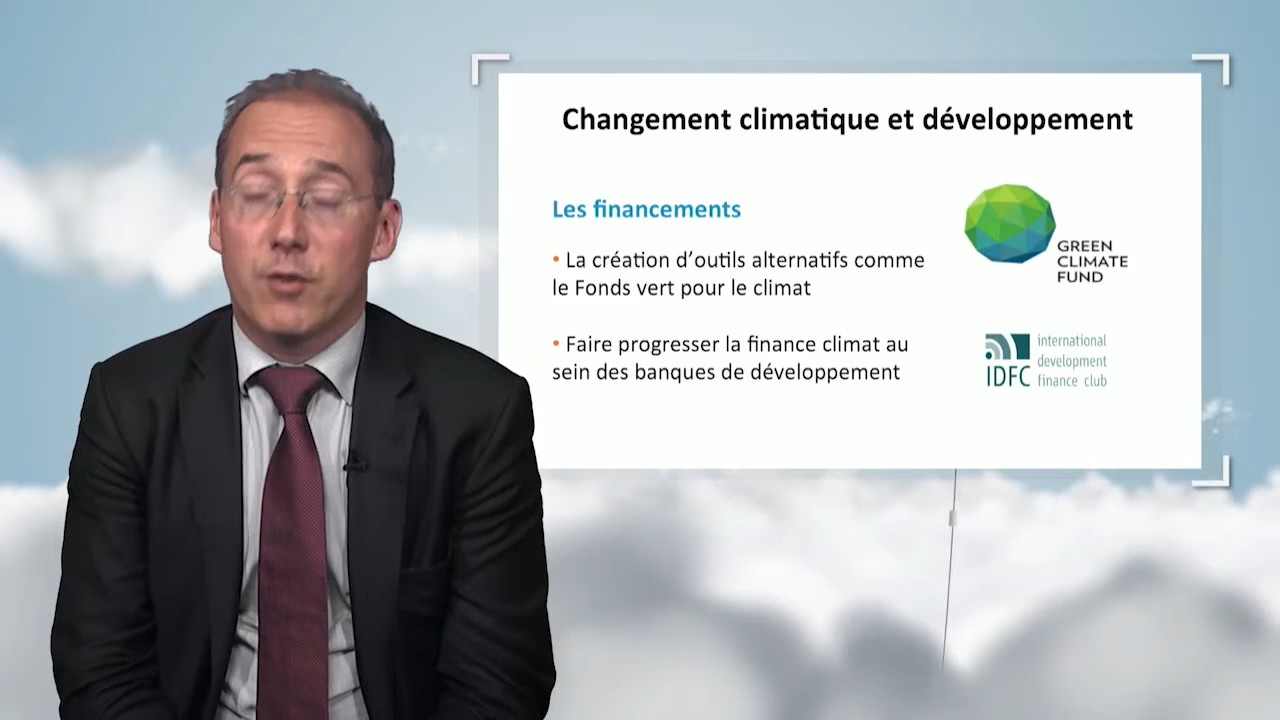 Changement climatique et développement
Les financements
• La création d’outils alternatifs comme
le Fonds vert pour le climat
• Faire progresser la finance climat au
sein des banques de développement
GREEN
CLIMATE
FUND
IDFC
international
development
finance club